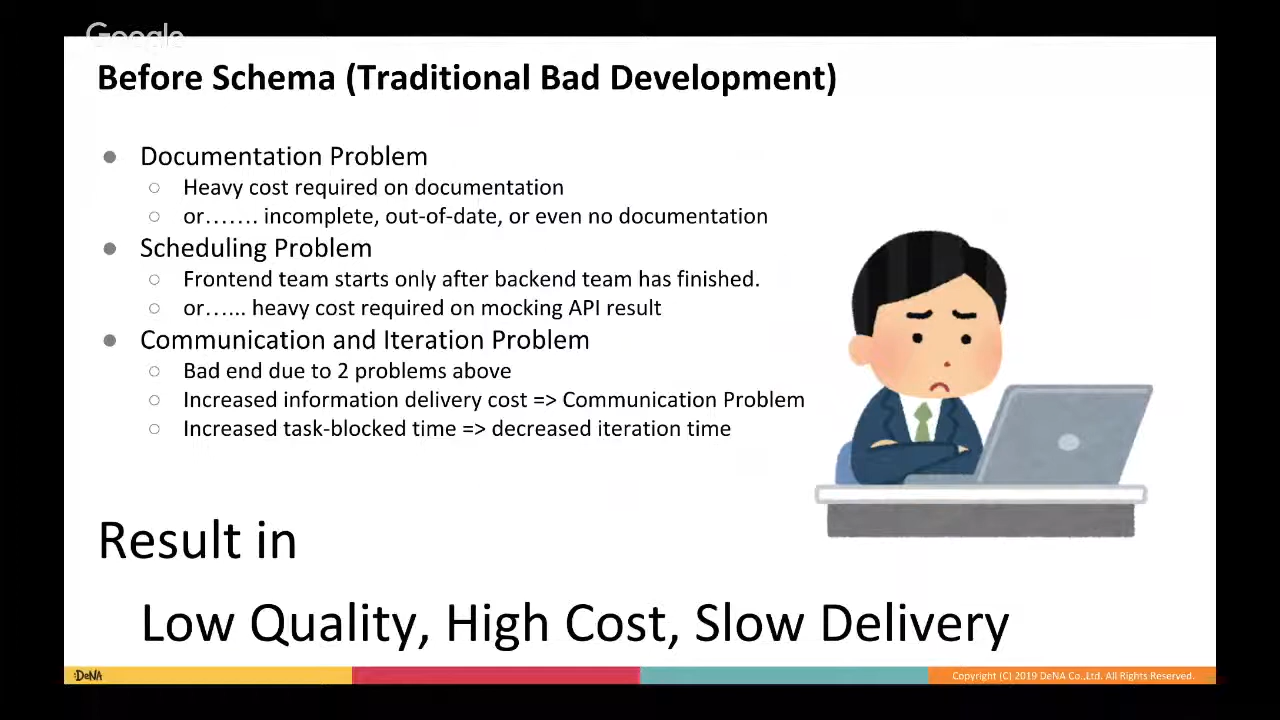 Google
Before Schema (Traditional Bad Development)
● Documentation Problem
○ Heavy cost required on documentation
○ or……. incomplete, out-of-date, or even no documentation
● Scheduling Problem
○ Frontend team starts only after backend team has finished.
○ or…... heavy cost required on mocking API result
● Communication and Iteration Problem
○ Bad end due to 2 problems above
○ Increased information delivery cost => Communication Problem
○ Increased task-blocked time => decreased iteration time
Result in
Low Quality, High Cost, Slow Delivery
:DeNA
Copyright (C) 2019 DeNA Co.,Ltd. All Rights Reserved.